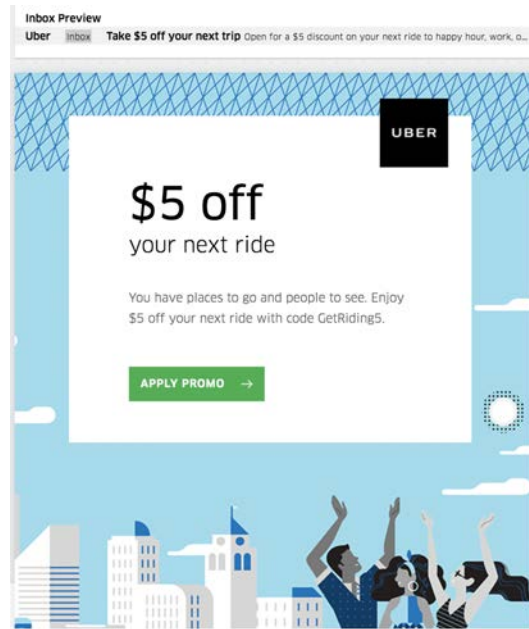 Inbox Preview
Uber Inbox Take $5 off your next trip Open for a $5 discount on your next ride to happy hour, work, o...
UBER
$5 off
your next ride
You have places to go and people to see. Enjoy
$5 off your next ride with code GetRiding5.
APPLY PROMO →